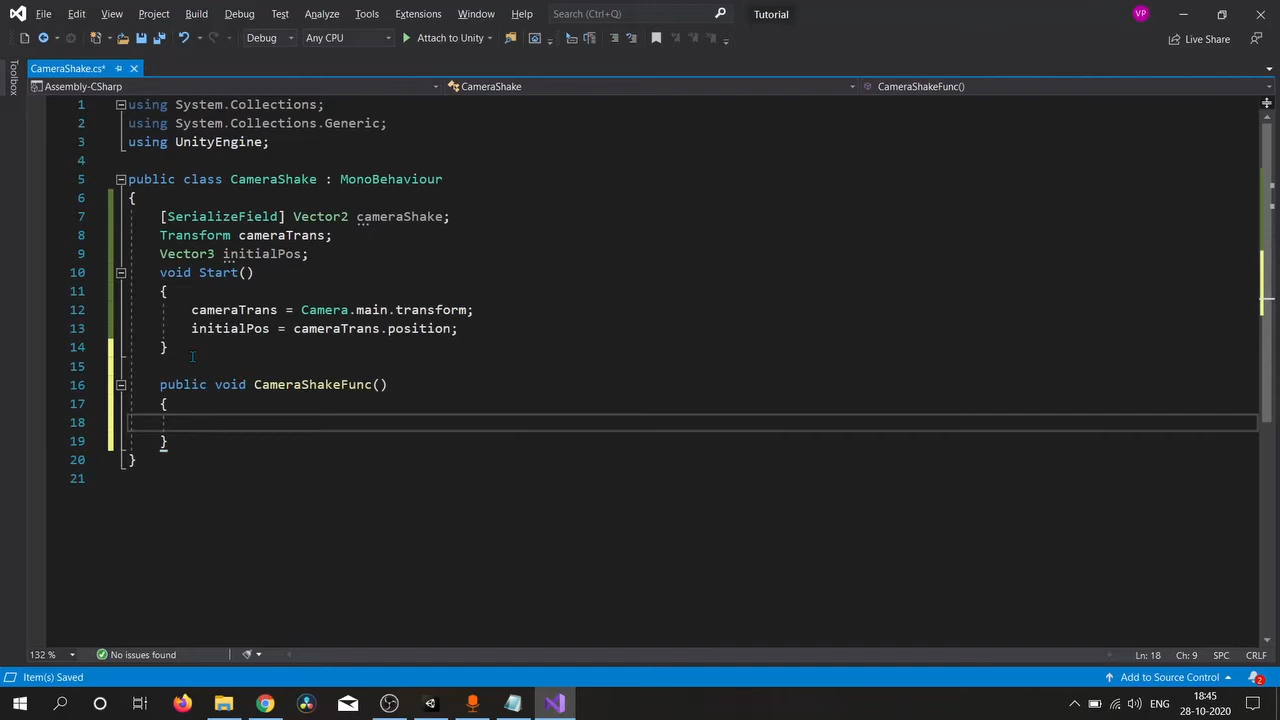 File Edit View Project Build Debug Test Analyze Tools Extensions Window Help Search (Ctrl+Q) Tutorial VP
Debug Any CPU Attach to Unity Live Share
Toolbox
CameraShake.cs*
Assembly-CSharp CameraShake CameraShakeFunc()
1 using System.Collections;
2 using System.Collections.Generic;
3 using UnityEngine;
4
5 public class CameraShake : MonoBehaviour
6 {
7 [SerializeField] Vector2 cameraShake;
8 Transform cameraTrans;
9 Vector3 initialPos;
10 void Start()
11 {
12 cameraTrans = Camera.main.transform;
13 initialPos = cameraTrans.position;
14 }
15
16 public void CameraShakeFunc()
17 {
18
19 }
20 }
21
132 % No issues found Ln: 18 Ch: 9 SPC CRLF
Item(s) Saved Add to Source Control 2
ENG 18:45 28-10-2020